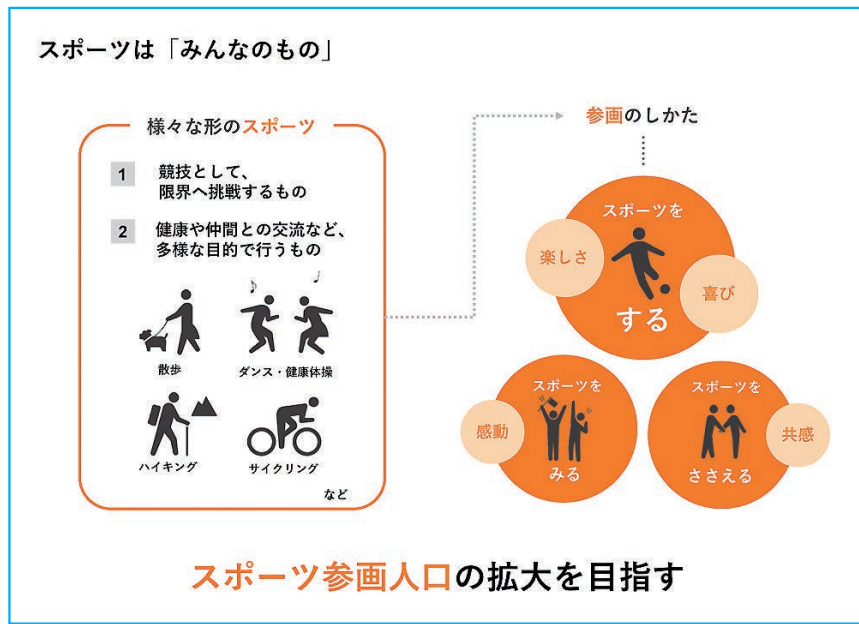 スポーツは「みんなのもの」
様々な形のスポーツ
1 競技として、
限界へ挑戦するもの
2 健康や仲間との交流など、
多様な目的で行うもの
散歩
ダンス・健康体操
ハイキング
サイクリング
など
参画のしかた
スポーツを
楽しさ
喜び
する
スポーツを
感動
みる
スポーツを
共感
ささえる
スポーツ参画人口の拡大を目指す